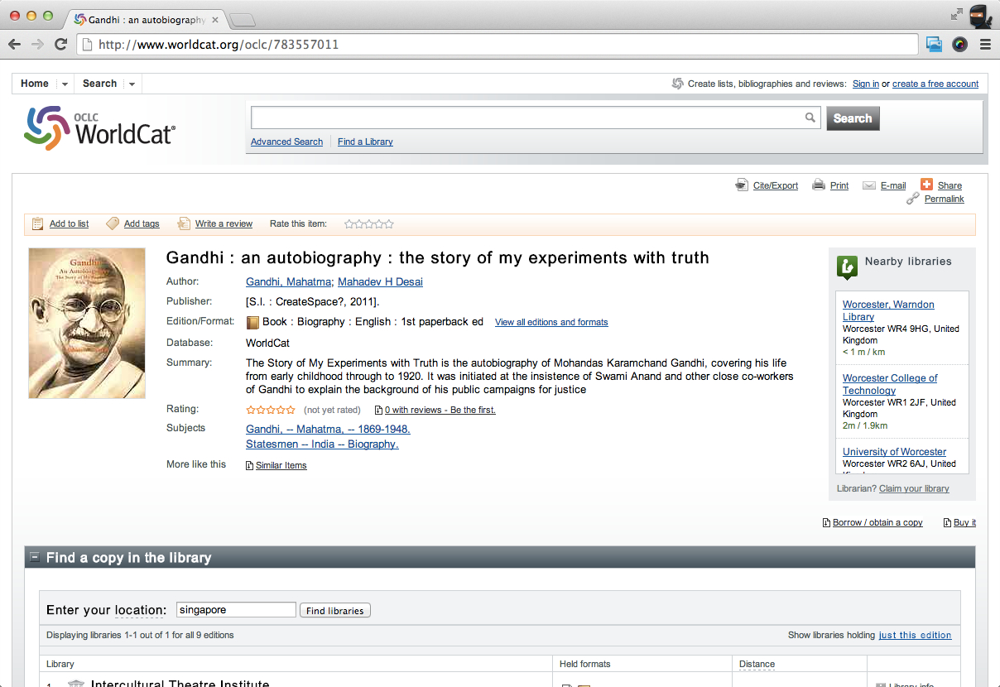 Gandhi : an autobiography
http://www.worldcat.org/oclc/783557011
Home Search Create lists, bibliographies and reviews: Sign in or create a free account
OCLC
WorldCat®
Search
Advanced Search Find a Library
Cite/Export Print E-mail Share
Permalink
Add to list Add tags Write a review Rate this item:
Gandhi
An Autobiography
The Story of My Experiments
With Truth
Gandhi : an autobiography : the story of my experiments with truth
Author: Gandhi, Mahatma; Mahadev H Desai
Publisher: [S.l. : CreateSpace?, 2011].
Edition/Format: Book : Biography : English : 1st paperback ed View all editions and formats
Database: WorldCat
Summary: The Story of My Experiments with Truth is the autobiography of Mohandas Karamchand Gandhi, covering his life
from early childhood through to 1920. It was initiated at the insistence of Swami Anand and other close co-workers
of Gandhi to explain the background of his public campaigns for justice
Rating: (not yet rated) 0 with reviews - Be the first.
Subjects Gandhi, -- Mahatma, -- 1869-1948.
Statesmen -- India -- Biography.
More like this Similar Items
Nearby libraries
Worcester, Warndon
Library
Worcester WR4 9HG, United
Kingdom
< 1 m / km
Worcester College of
Technology
Worcester WR1 2JF, United
Kingdom
2m / 1.9km
University of Worcester
Worcester WR2 6AJ, United
Kingdom
Librarian? Claim your library
Borrow / obtain a copy Buy it
Find a copy in the library
Enter your location: singapore Find libraries
Displaying libraries 1-1 out of 1 for all 9 editions Show libraries holding just this edition
Library Held formats Distance
1. Intercultural Theatre Institute Library info